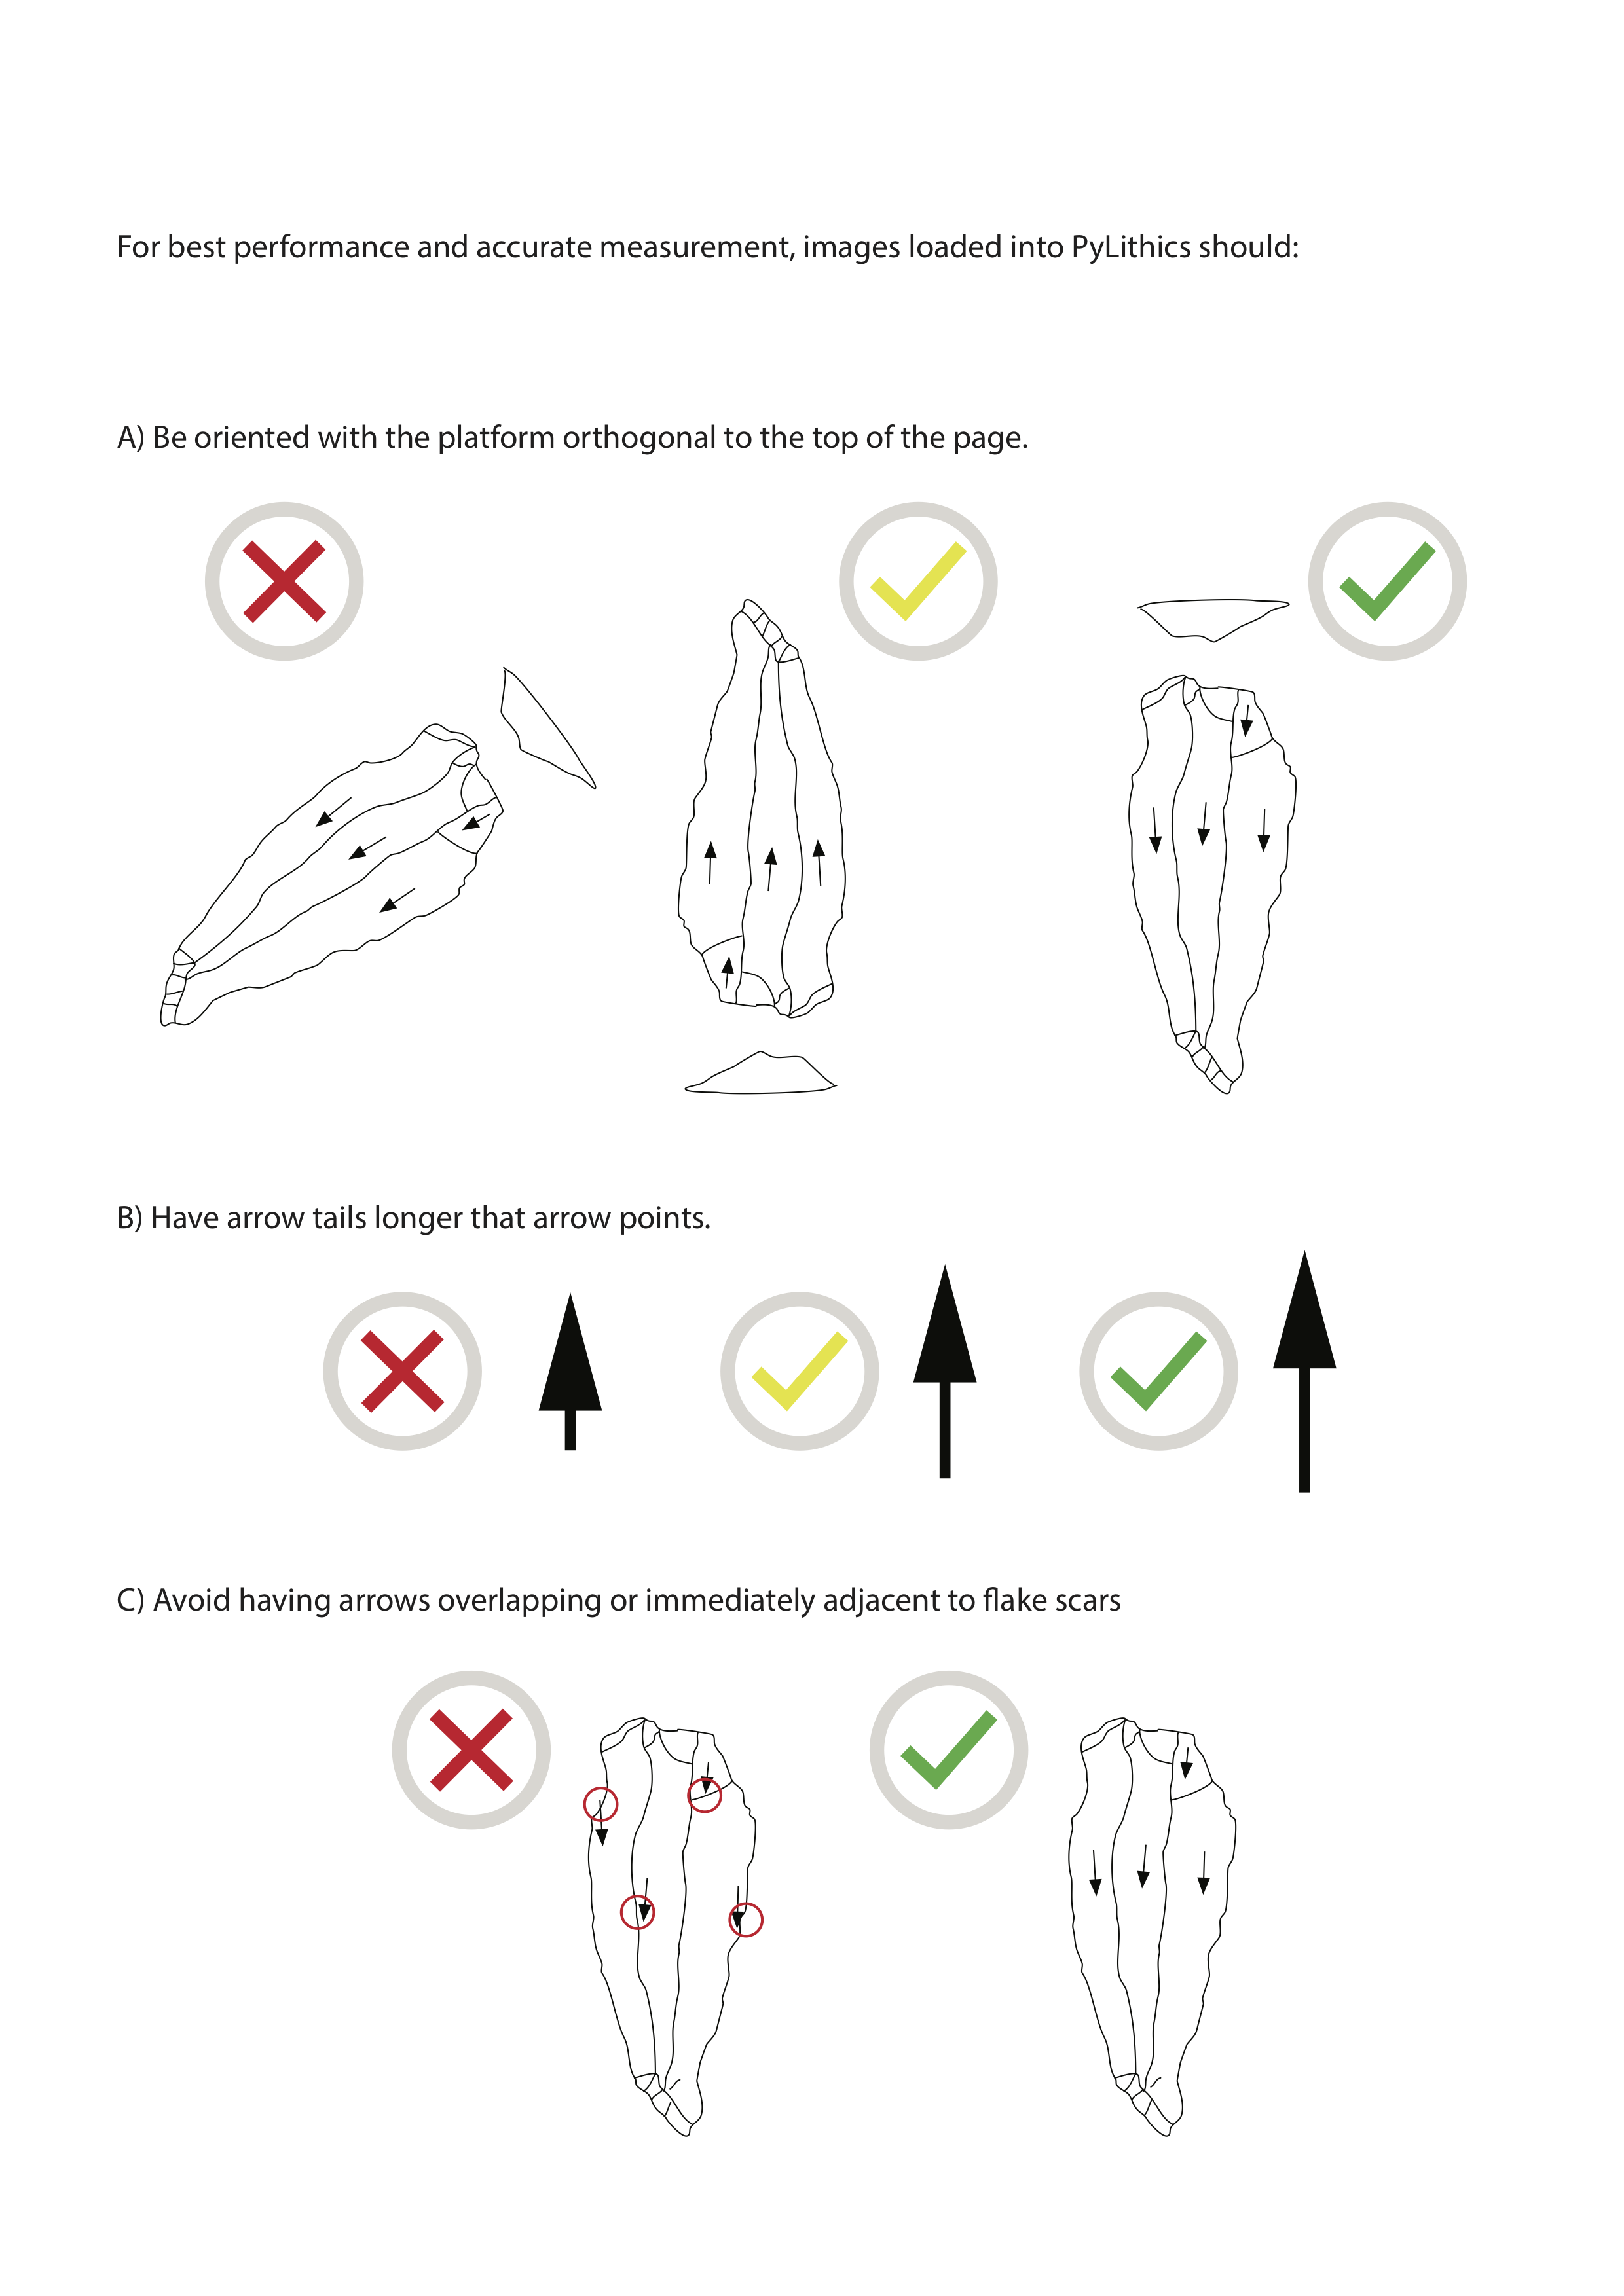 For best performance and accurate measurement, images loaded into PyLithics should:
A) Be oriented with the platform orthogonal to the top of the page.
B) Have arrow tails longer that arrow points.
C) Avoid having arrows overlapping or immediately adjacent to flake scars